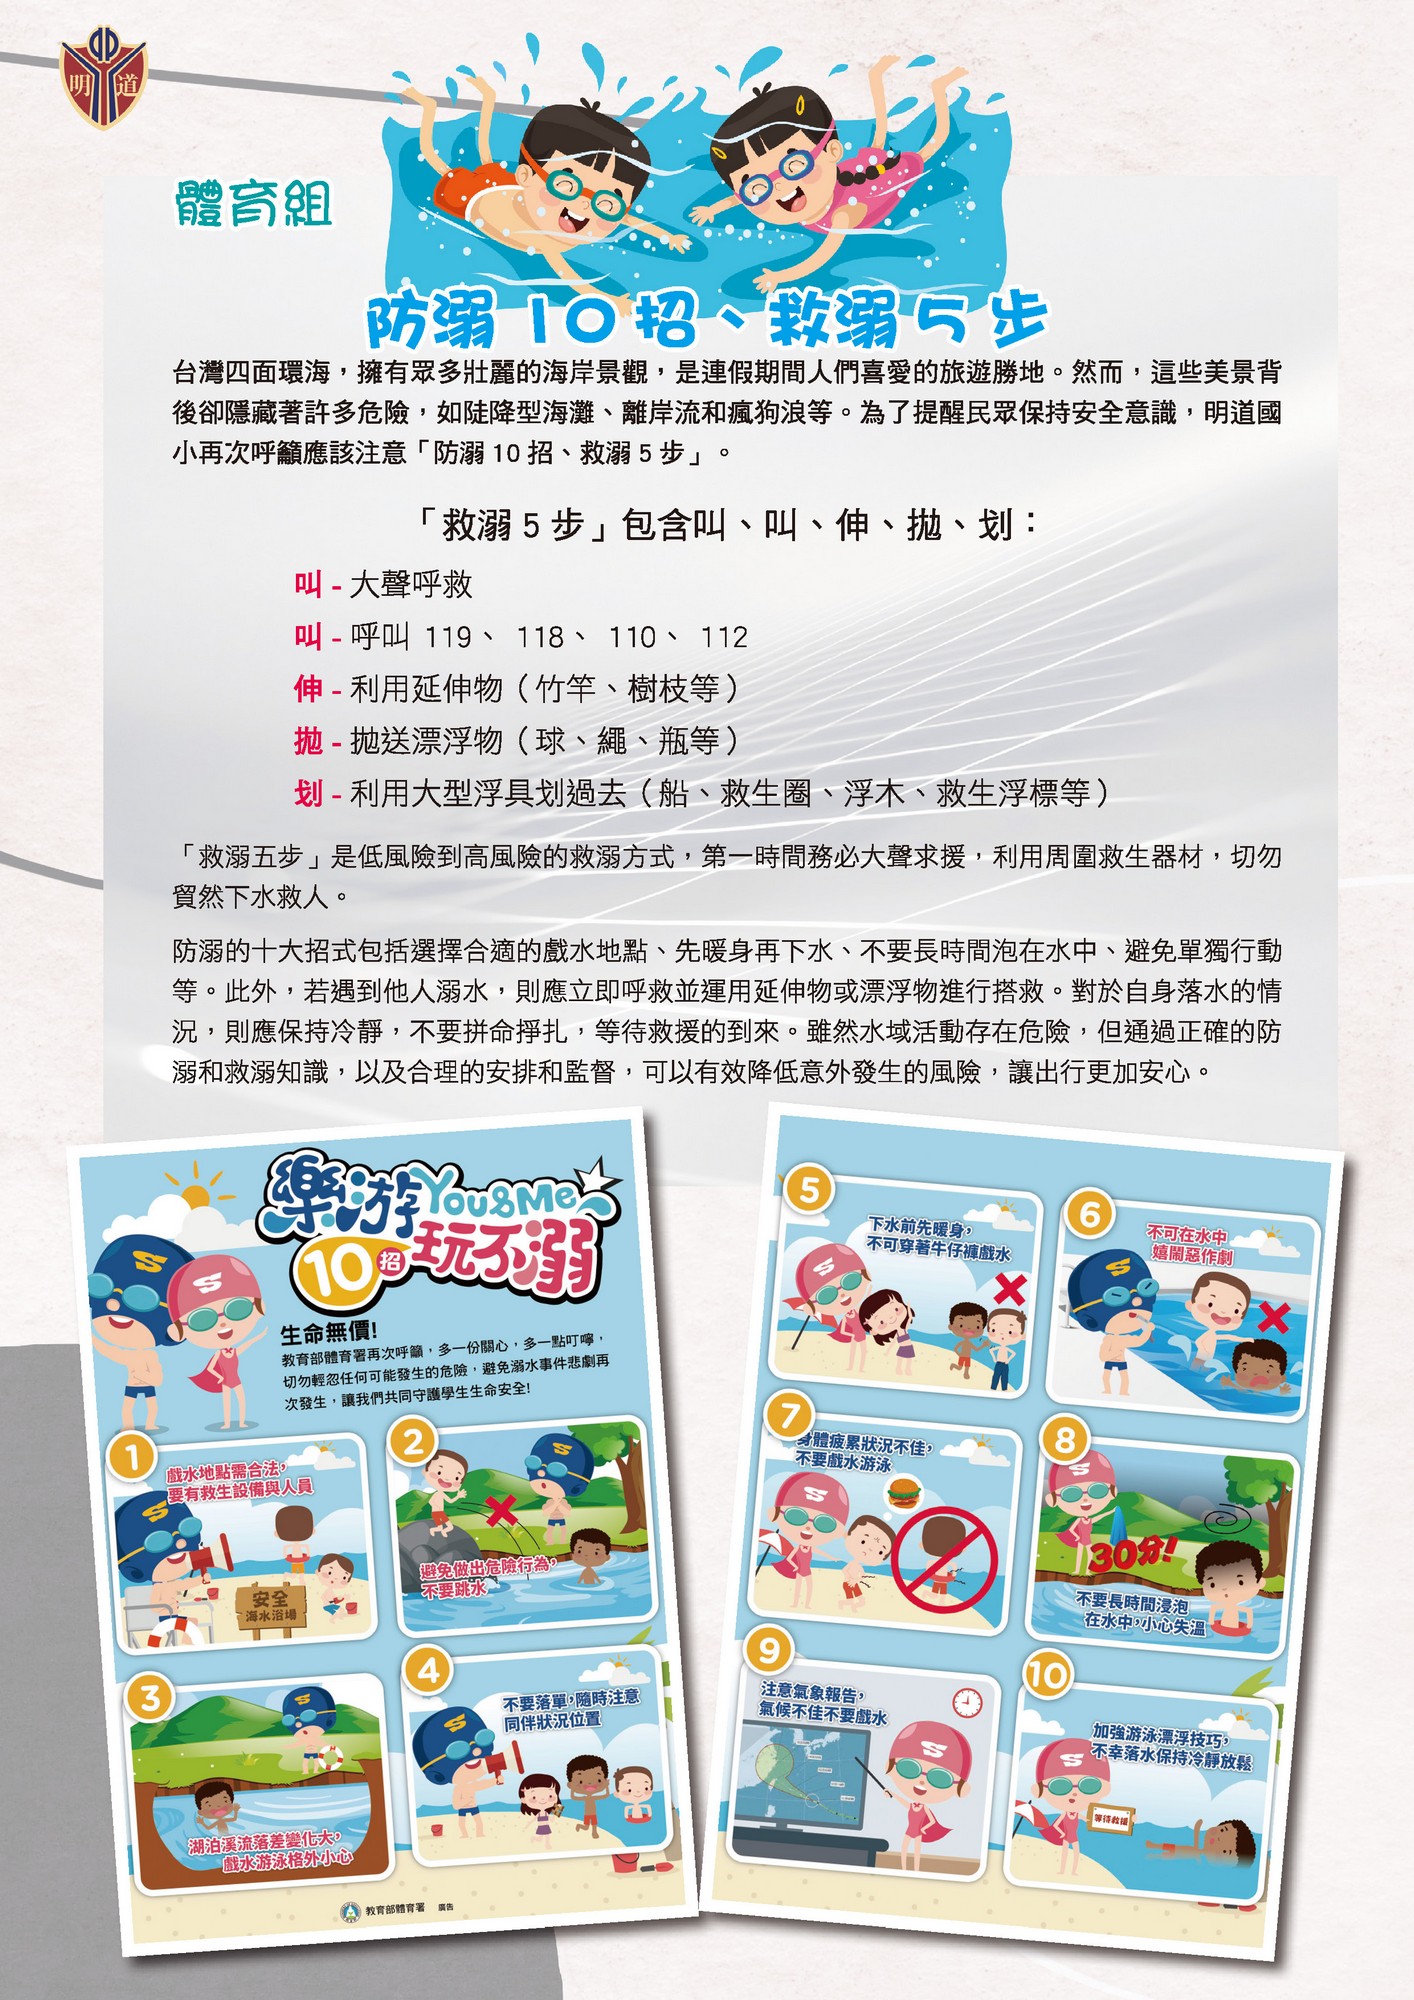 明道
體育組
防溺10招、救溺5步
台灣四面環海，擁有眾多壯麗的海岸景觀，是連假期間人們喜愛的旅遊勝地。然而，這些美景背
後卻隱藏著許多危險，如陡降型海灘、離岸流和瘋狗浪等。為了提醒民眾保持安全意識，明道國
小再次呼籲應該注意「防溺10招、救溺5步」。
「救溺5步」包含叫、叫、伸、拋、划：
叫 - 大聲呼救
叫 - 呼叫 119、 118、 110、 112
伸 - 利用延伸物（竹竿、樹枝等）
拋 - 拋送漂浮物（球、繩、瓶等）
划 - 利用大型浮具划過去（船、救生圈、浮木、救生浮標等）
「救溺五步」是低風險到高風險的救溺方式，第一時間務必大聲求援，利用周圍救生器材，切勿
貿然下水救人。
防溺的十大招式包括選擇合適的戲水地點、先暖身再下水、不要長時間泡在水中、避免單獨行動
等。此外，若遇到他人溺水，則應立即呼救並運用延伸物或漂浮物進行搭救。對於自身落水的情
況，則應保持冷靜，不要拼命掙扎，等待救援的到來。雖然水域活動存在危險，但通過正確的防
溺和救溺知識，以及合理的安排和監督，可以有效降低意外發生的風險，讓出行更加安心。
樂游You&Me
10招玩不溺
生命無價!
教育部體育署再次呼籲，多一份關心，多一點叮嚀，
切勿輕忽任何可能發生的危險，避免溺水事件悲劇再
次發生，讓我們共同守護學生生命安全!
1
戲水地點需合法，
要有救生設備與人員
安全
海水浴場
2
避免做出危險行為，
不要跳水
3
湖泊溪流落差變化大，
戲水游泳格外小心
4
不要落單，隨時注意
同伴狀況位置
教育部體育署 廣告
5
下水前先暖身，
不可穿著牛仔褲戲水
6
不可在水中
嬉鬧惡作劇
7
身體疲累狀況不佳，
不要戲水游泳
8
30分!
不要長時間浸泡
在水中，小心失溫
9
注意氣象報告，
氣候不佳不要戲水
10
加強游泳漂浮技巧，
不幸落水保持冷靜放鬆
等待救援